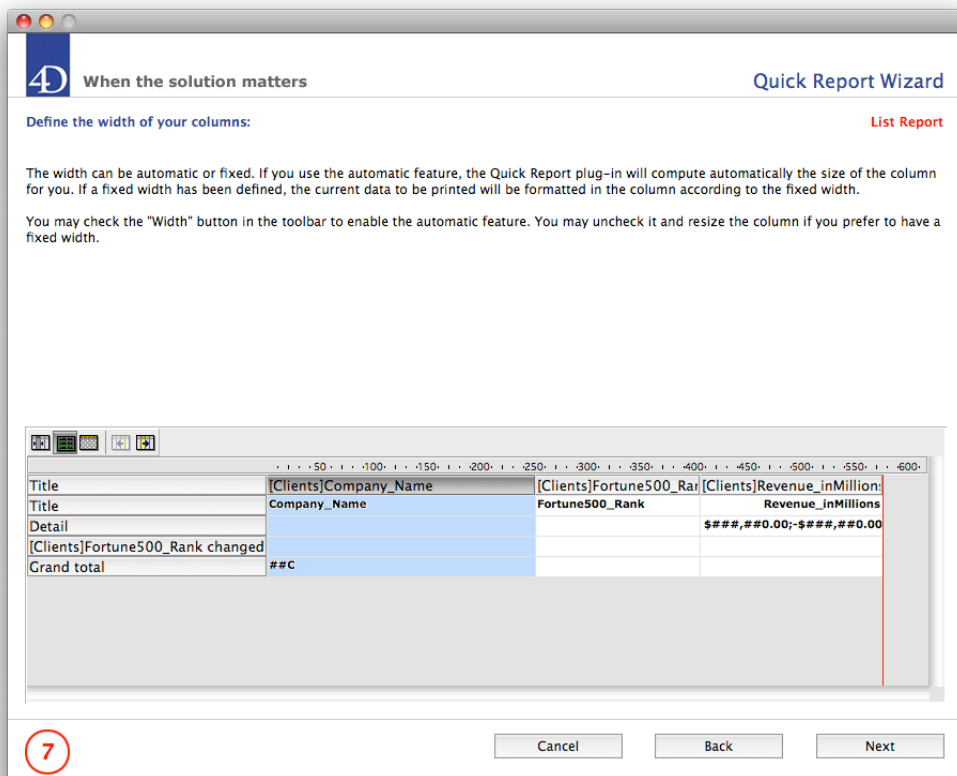 4D When the solution matters
Quick Report Wizard
Define the width of your columns:
List Report
The width can be automatic or fixed. If you use the automatic feature, the Quick Report plug-in will compute automatically the size of the column
for you. If a fixed width has been defined, the current data to be printed will be formatted in the column according to the fixed width.
You may check the "Width" button in the toolbar to enable the automatic feature. You may uncheck it and resize the column if you prefer to have a
fixed width.
50 100 150 200 250 300 350 400 450 500 550 600
Title [Clients]Company_Name [Clients]Fortune500_Rar [Clients]Revenue_inMillion:
Title Company_Name Fortune500_Rank Revenue_inMillions
Detail $###,##0.00;-$###,##0.00
[Clients]Fortune500_Rank changed
Grand total ##C
7 Cancel Back Next